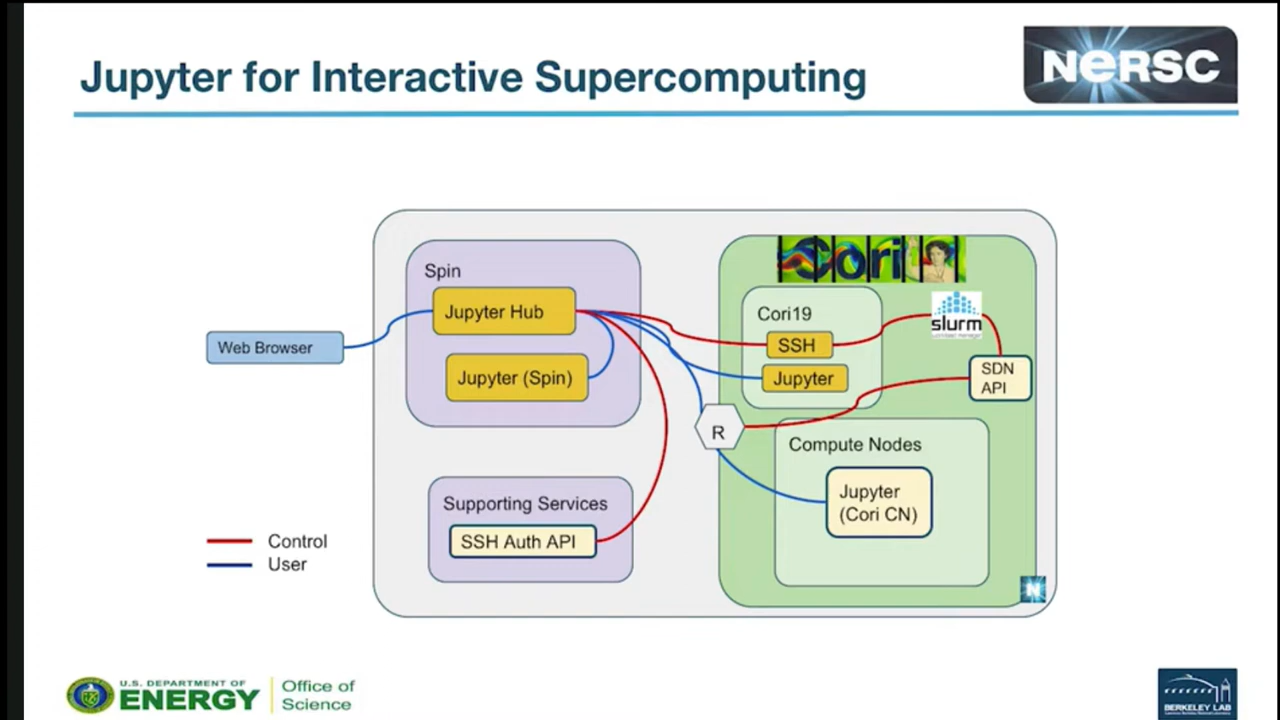 Jupyter for Interactive Supercomputing
NERSC
Spin
Jupyter Hub
Jupyter (Spin)
Web Browser
Supporting Services
SSH Auth API
Control
User
Cori
Cori19
SSH
Jupyter
slurm
SDN
API
R
Compute Nodes
Jupyter
(Cori CN)
N
U.S. DEPARTMENT OF
ENERGY
Office of
Science
BERKELEY LAB